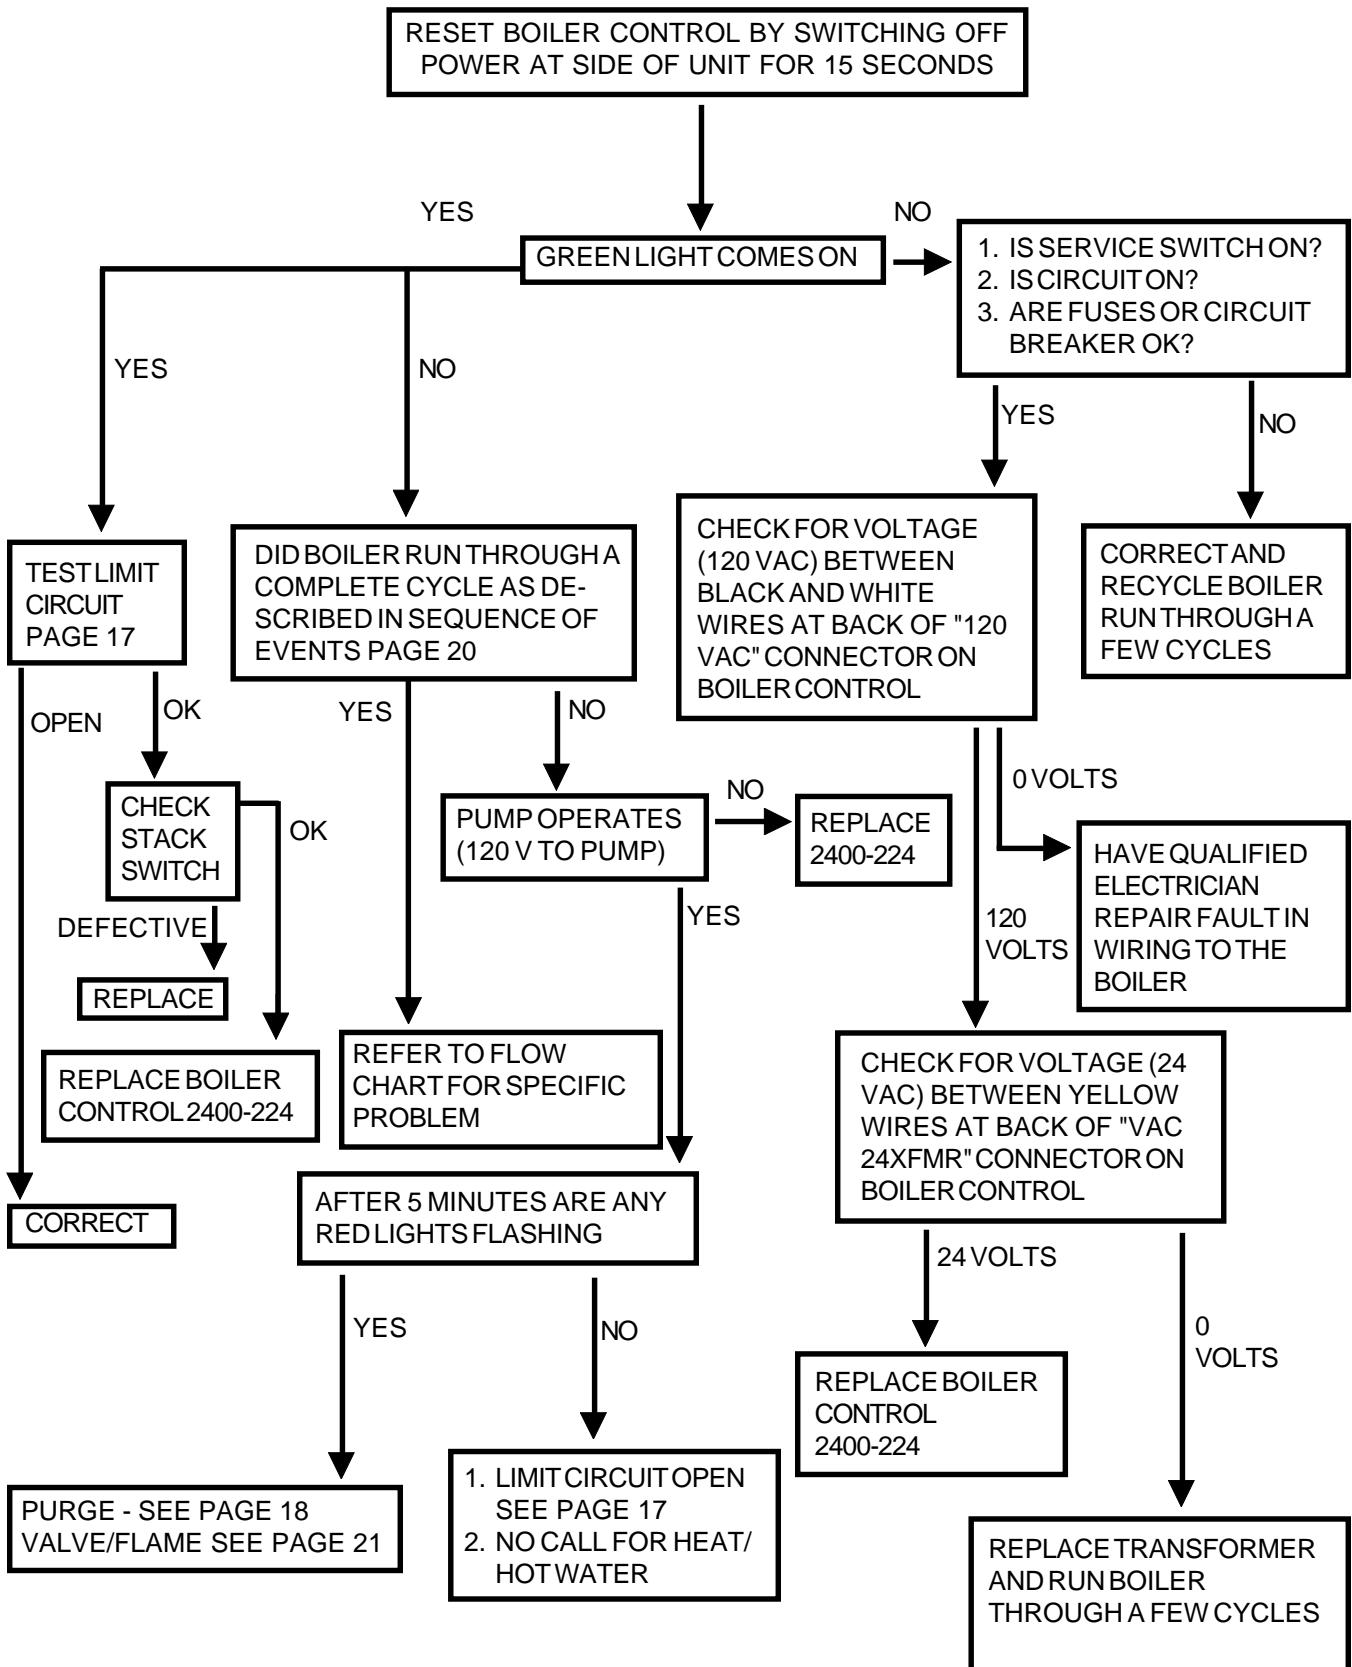 RESET BOILER CONTROL BY SWITCHING OFF
POWER AT SIDE OF UNIT FOR 15 SECONDS
YES
NO
GREEN LIGHT COMES ON
1. IS SERVICE SWITCH ON?
2. IS CIRCUIT ON?
3. ARE FUSES OR CIRCUIT
BREAKER OK?
YES
NO
YES
NO
TEST LIMIT
CIRCUIT
PAGE 17
DID BOILER RUN THROUGH A
COMPLETE CYCLE AS DE-
SCRIBED IN SEQUENCE OF
EVENTS PAGE 20
CHECK FOR VOLTAGE
(120 VAC) BETWEEN
BLACK AND WHITE
WIRES AT BACK OF "120
VAC" CONNECTOR ON
BOILER CONTROL
CORRECT AND
RECYCLE BOILER
RUN THROUGH A
FEW CYCLES
OPEN
OK
YES
NO
0 VOLTS
CHECK
STACK
SWITCH
OK
PUMP OPERATES
(120 V TO PUMP)
NO
REPLACE
2400-224
HAVE QUALIFIED
ELECTRICIAN
REPAIR FAULT IN
WIRING TO THE
BOILER
DEFECTIVE
YES
120
VOLTS
REPLACE
REPLACE BOILER
CONTROL 2400-224
REFER TO FLOW
CHART FOR SPECIFIC
PROBLEM
CHECK FOR VOLTAGE (24
VAC) BETWEEN YELLOW
WIRES AT BACK OF "VAC
24XFMR" CONNECTOR ON
BOILER CONTROL
CORRECT
AFTER 5 MINUTES ARE ANY
RED LIGHTS FLASHING
24 VOLTS
YES
NO
0
VOLTS
REPLACE BOILER
CONTROL
2400-224
PURGE - SEE PAGE 18
VALVE/FLAME SEE PAGE 21
1. LIMIT CIRCUIT OPEN
SEE PAGE 17
2. NO CALL FOR HEAT/
HOT WATER
REPLACE TRANSFORMER
AND RUN BOILER
THROUGH A FEW CYCLES